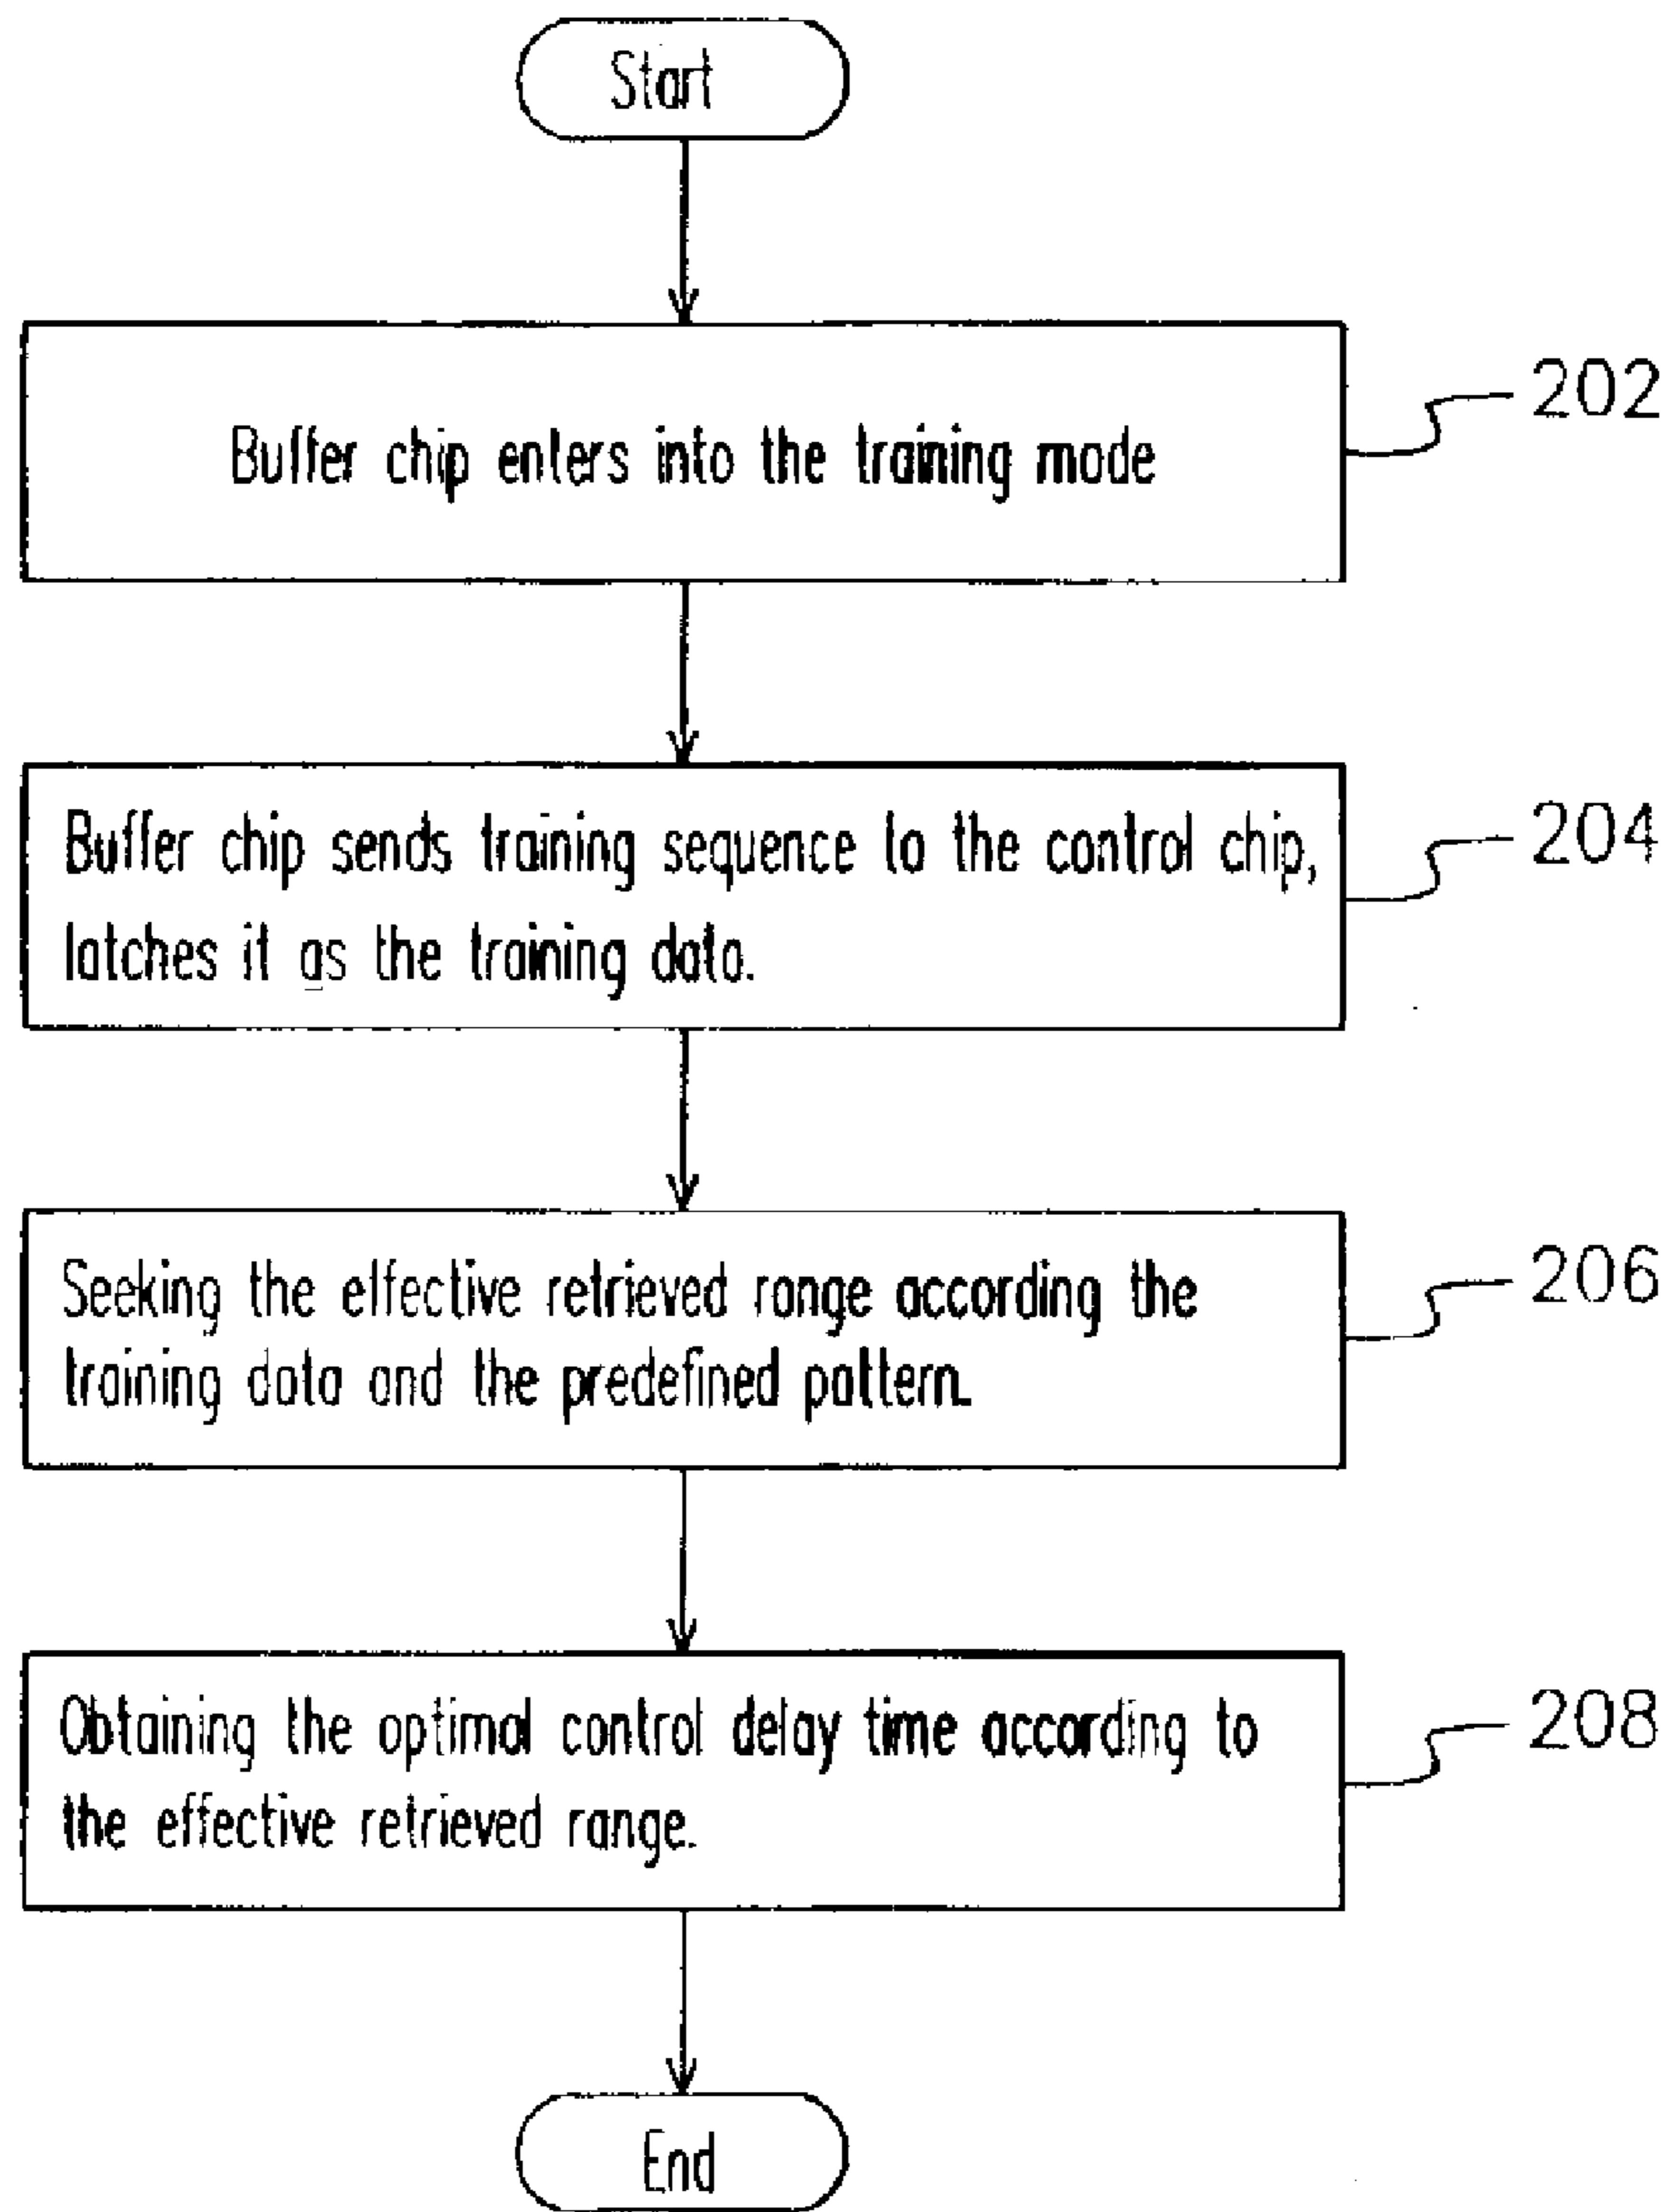 Start
Buffer chip enters into the training mode
202
Buffer chip sends training sequence to the control chip,
latches it as the training data.
204
Seeking the effective retrieved range according the
training data and the predefined pattern.
206
Obtaining the optimal control delay time according to
the effective retrieved range.
208
End